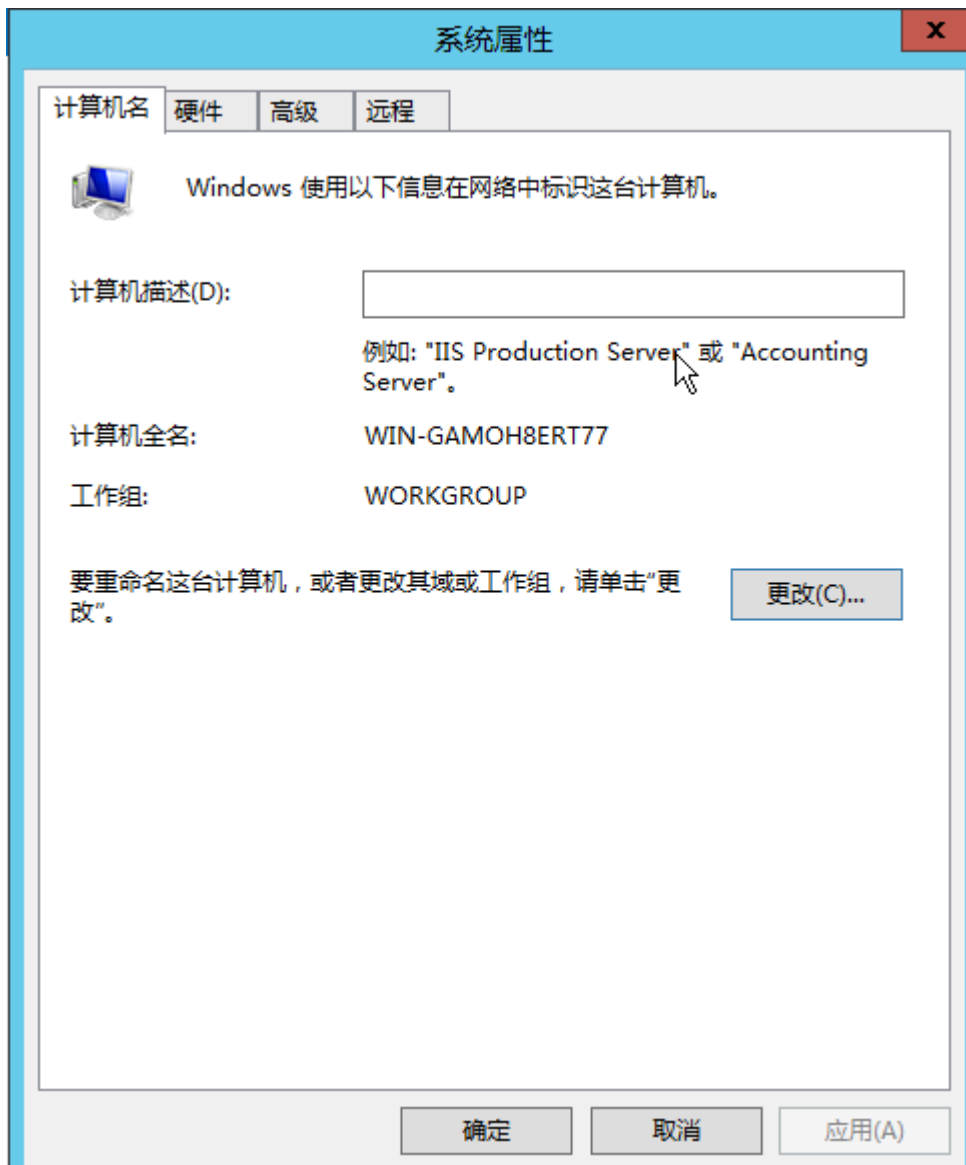 系统属性
x
计算机名 硬件 高级 远程
Windows 使用以下信息在网络中标识这台计算机。
计算机描述(D):
例如: "IIS Production Server" 或 "Accounting
Server"。
计算机全名: WIN-GAMOH8ERT77
工作组: WORKGROUP
要重命名这台计算机，或者更改其域或工作组，请单击“更
改”。
更改(C)...
确定 取消 应用(A)